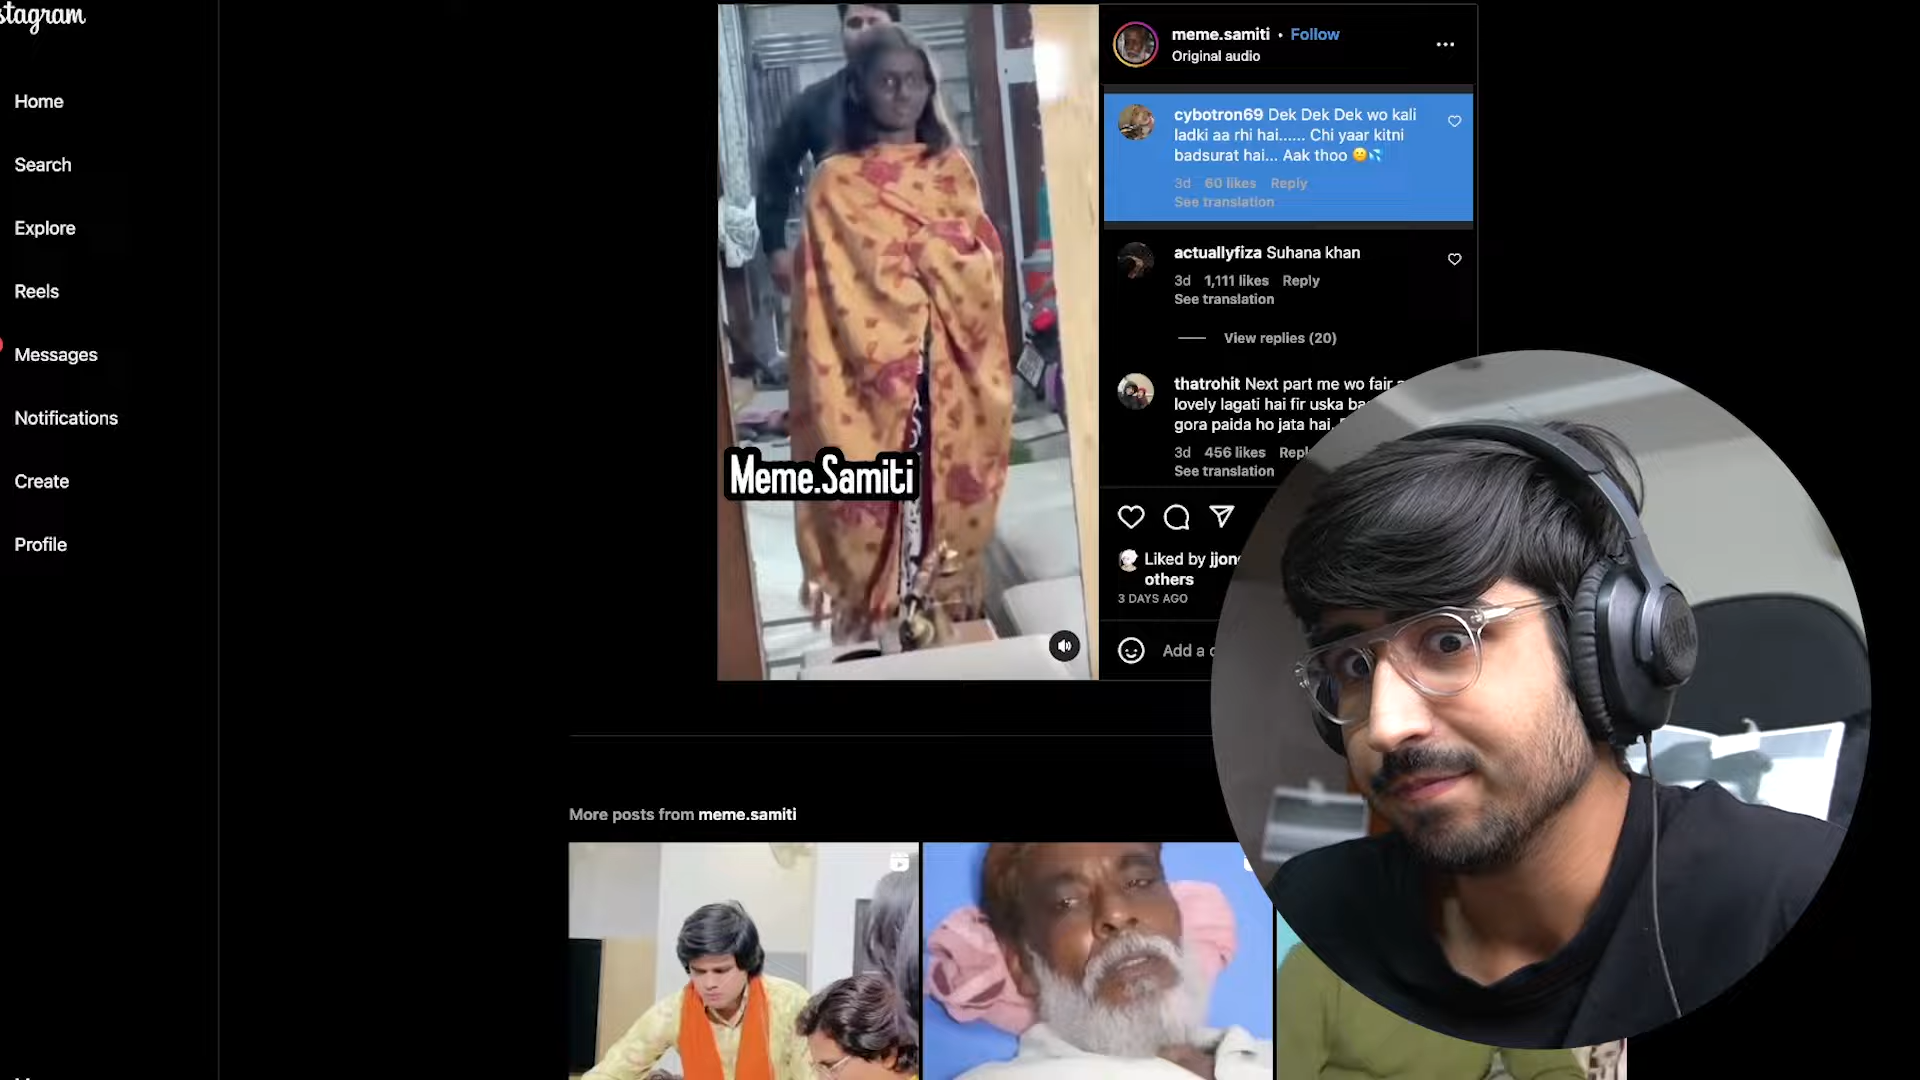 stagram
Home
Search
Explore
Reels
Messages
Notifications
Create
Profile
Meme.Samiti
meme.samiti • Follow
Original audio
cybotron69 Dek Dek Dek wo kali
ladki aa rhi hai...... Chi yaar kitni
badsurat hai... Aak thoo 😕💦
3d 60 likes Reply
See translation
actuallyfiza Suhana khan
3d 1,111 likes Reply
See translation
View replies (20)
thatrohit Next part me wo fair
lovely lagati hai fir uska
gora paida ho jata hai.
3d 456 likes
See translation
Liked by
others
3 DAYS AGO
Add a
More posts from meme.samiti